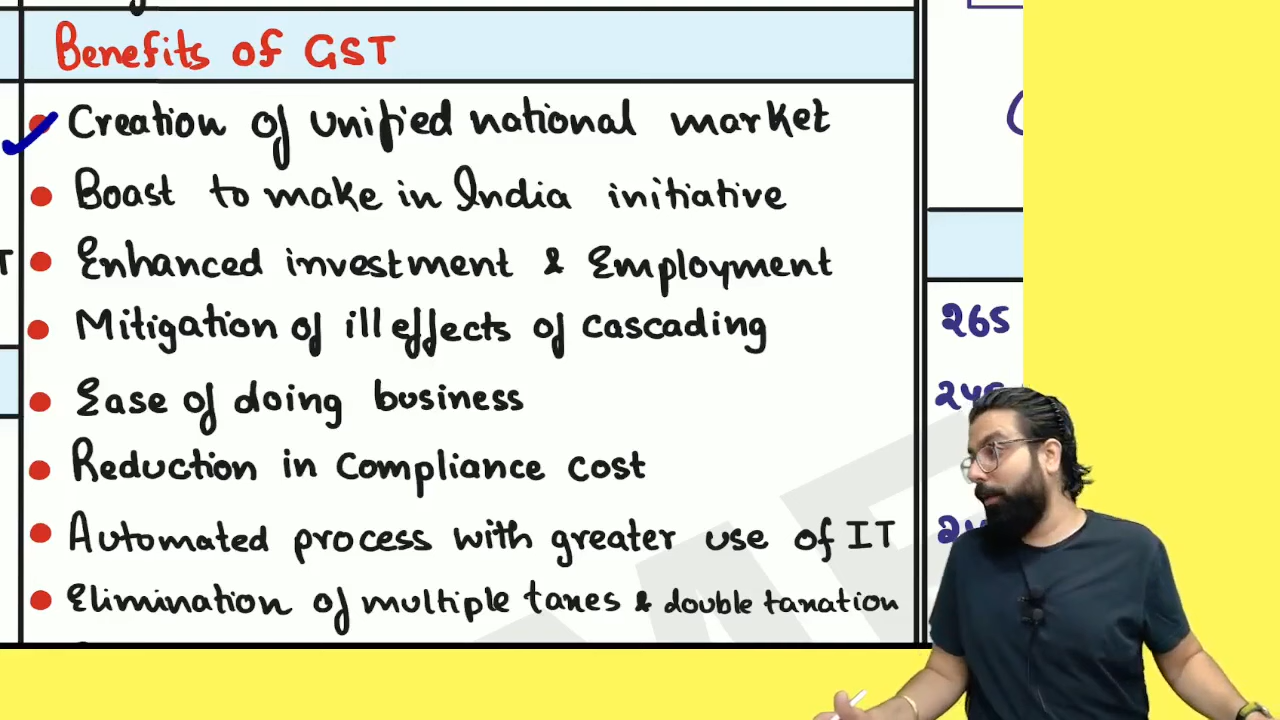 Benefits of GST
Creation of unified national market
Boast to make in India initiative
Enhanced investment & Employment
T
Mitigation of ill effects of cascading
265
Ease of doing business
Reduction in compliance cost
Automated process with greater use of IT
Elimination of multiple taxes & double taxation